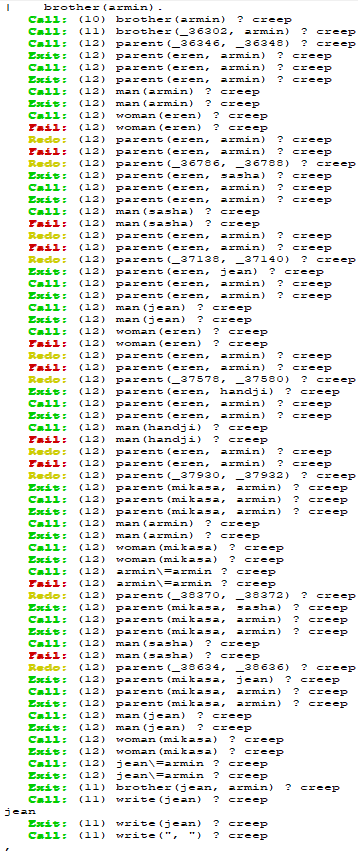 |    brother(armin).
Call: (10) brother(armin) ? creep
Call: (11) brother(_36302, armin) ? creep
Call: (12) parent(_36346, _36348) ? creep
Exit: (12) parent(eren, armin) ? creep
Call: (12) parent(eren, armin) ? creep
Exit: (12) parent(eren, armin) ? creep
Call: (12) man(armin) ? creep
Exit: (12) man(armin) ? creep
Call: (12) woman(eren) ? creep
Fail: (12) woman(eren) ? creep
Redo: (12) parent(eren, armin) ? creep
Fail: (12) parent(eren, armin) ? creep
Redo: (12) parent(_36786, _36788) ? creep
Exit: (12) parent(eren, sasha) ? creep
Call: (12) parent(eren, armin) ? creep
Exit: (12) parent(eren, armin) ? creep
Call: (12) man(sasha) ? creep
Fail: (12) man(sasha) ? creep
Redo: (12) parent(eren, armin) ? creep
Fail: (12) parent(eren, armin) ? creep
Redo: (12) parent(_37138, _37140) ? creep
Exit: (12) parent(eren, jean) ? creep
Call: (12) parent(eren, armin) ? creep
Exit: (12) parent(eren, armin) ? creep
Call: (12) man(jean) ? creep
Exit: (12) man(jean) ? creep
Call: (12) woman(eren) ? creep
Fail: (12) woman(eren) ? creep
Redo: (12) parent(eren, armin) ? creep
Fail: (12) parent(eren, armin) ? creep
Redo: (12) parent(_37578, _37580) ? creep
Exit: (12) parent(eren, handji) ? creep
Call: (12) parent(eren, armin) ? creep
Exit: (12) parent(eren, armin) ? creep
Call: (12) man(handji) ? creep
Fail: (12) man(handji) ? creep
Redo: (12) parent(eren, armin) ? creep
Fail: (12) parent(eren, armin) ? creep
Redo: (12) parent(_37930, _37932) ? creep
Exit: (12) parent(mikasa, armin) ? creep
Call: (12) parent(mikasa, armin) ? creep
Exit: (12) parent(mikasa, armin) ? creep
Call: (12) man(armin) ? creep
Exit: (12) man(armin) ? creep
Call: (12) woman(mikasa) ? creep
Exit: (12) woman(mikasa) ? creep
Call: (12) armin\=armin ? creep
Fail: (12) armin\=armin ? creep
Redo: (12) parent(_38370, _38372) ? creep
Exit: (12) parent(mikasa, sasha) ? creep
Call: (12) parent(mikasa, armin) ? creep
Exit: (12) parent(mikasa, armin) ? creep
Call: (12) man(sasha) ? creep
Fail: (12) man(sasha) ? creep
Redo: (12) parent(_38634, _38636) ? creep
Exit: (12) parent(mikasa, jean) ? creep
Call: (12) parent(mikasa, armin) ? creep
Exit: (12) parent(mikasa, armin) ? creep
Call: (12) man(jean) ? creep
Exit: (12) man(jean) ? creep
Call: (12) woman(mikasa) ? creep
Exit: (12) woman(mikasa) ? creep
Call: (12) jean\=armin ? creep
Exit: (12) jean\=armin ? creep
Exit: (11) brother(jean, armin) ? creep
Call: (11) write(jean) ? creep
jean
Exit: (11) write(jean) ? creep
Call: (11) write(", ") ? creep